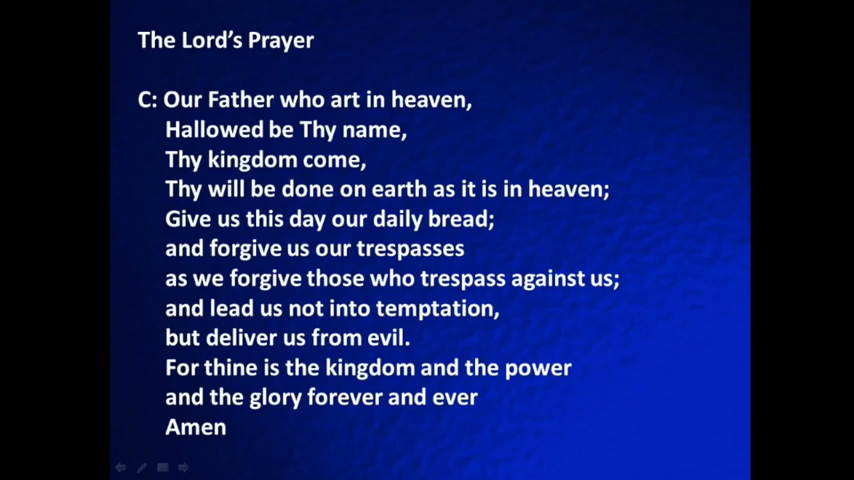 The Lord's Prayer
C: Our Father who art in heaven,
Hallowed be Thy name,
Thy kingdom come,
Thy will be done on earth as it is in heaven;
Give us this day our daily bread;
and forgive us our trespasses
as we forgive those who trespass against us;
and lead us not into temptation,
but deliver us from evil.
For thine is the kingdom and the power
and the glory forever and ever
Amen